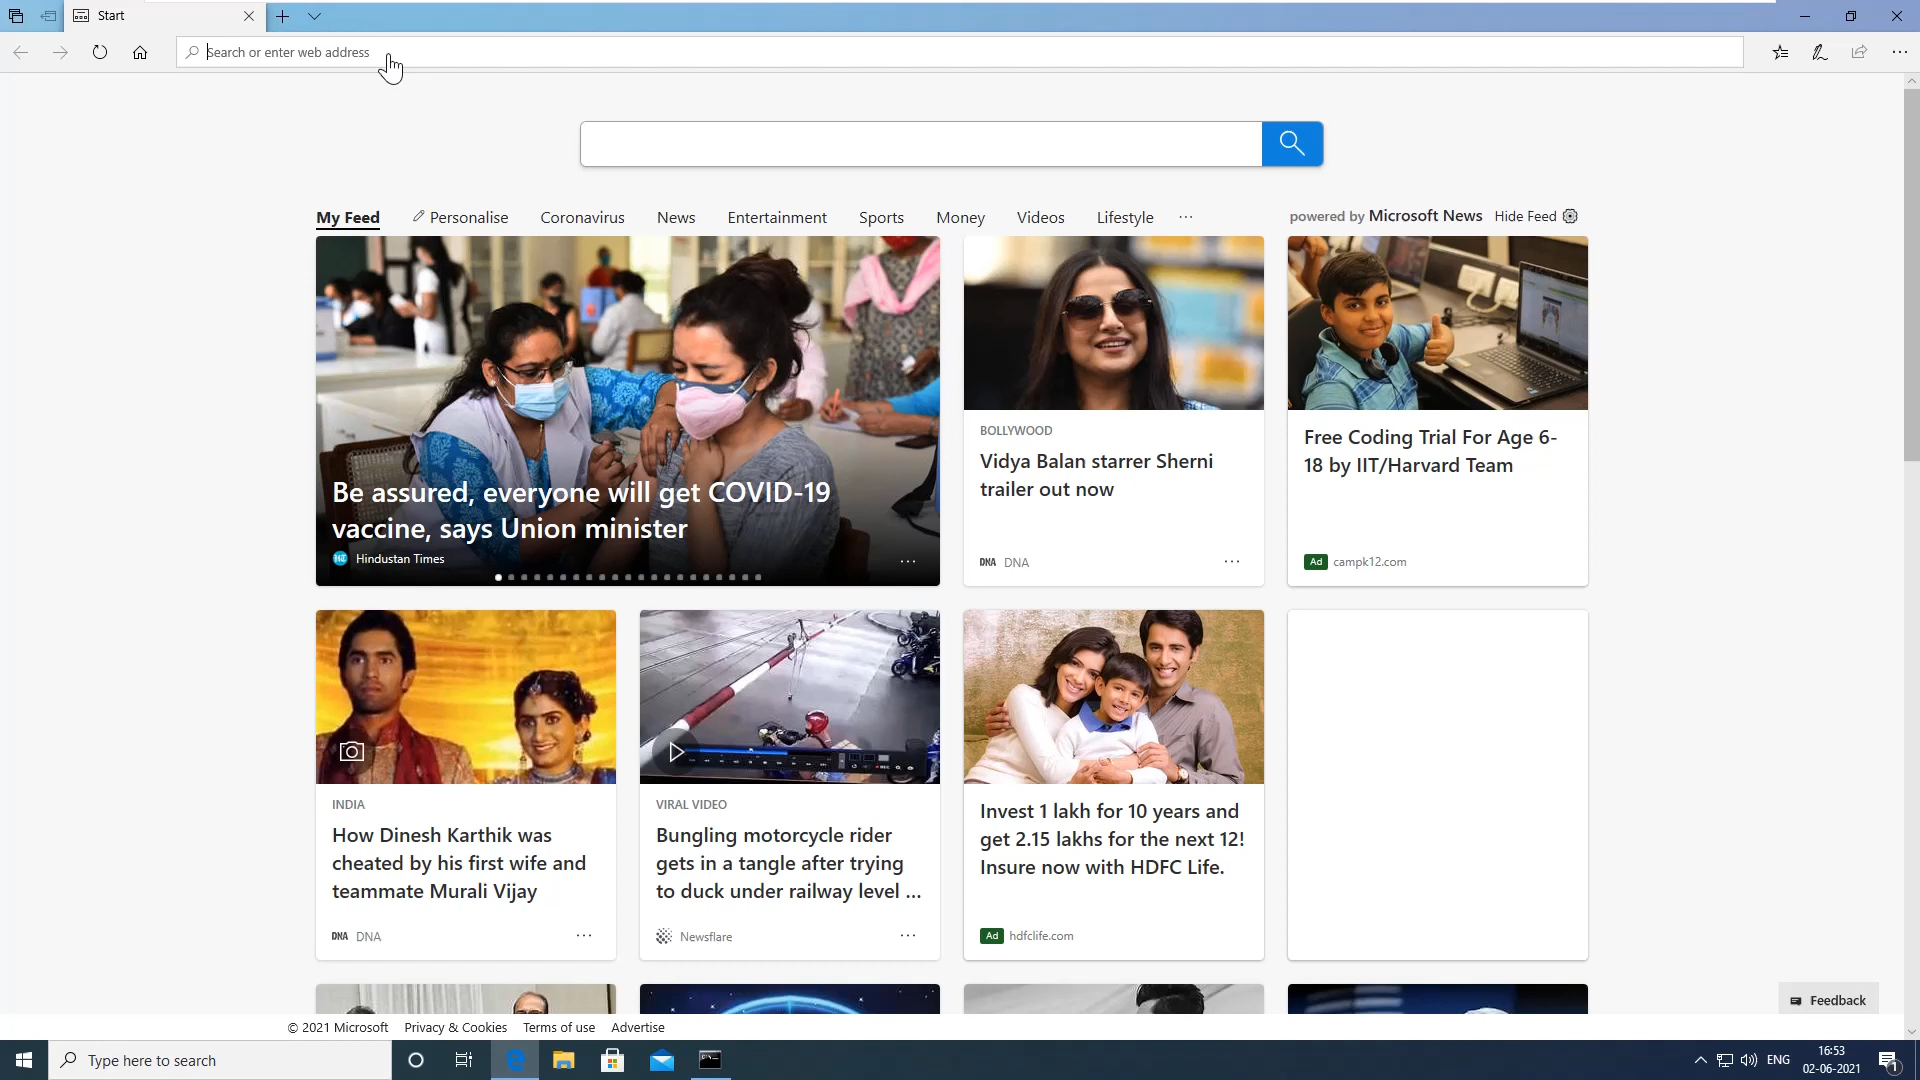 Start
Search or enter web address
My Feed
Personalise
Coronavirus
News
Entertainment
Sports
Money
Videos
Lifestyle
powered by Microsoft News
Hide Feed
Be assured, everyone will get COVID-19
vaccine, says Union minister
HT Hindustan Times
BOLLYWOOD
Vidya Balan starrer Sherni
trailer out now
DNA DNA
Free Coding Trial For Age 6-
18 by IIT/Harvard Team
Ad campk12.com
INDIA
How Dinesh Karthik was
cheated by his first wife and
teammate Murali Vijay
DNA DNA
VIRAL VIDEO
Bungling motorcycle rider
gets in a tangle after trying
to duck under railway level ...
Newsflare
Invest 1 lakh for 10 years and
get 2.15 lakhs for the next 12!
Insure now with HDFC Life.
Ad hdfclife.com
Feedback
© 2021 Microsoft
Privacy & Cookies
Terms of use
Advertise
Type here to search
ENG
16:53
02-06-2021
1